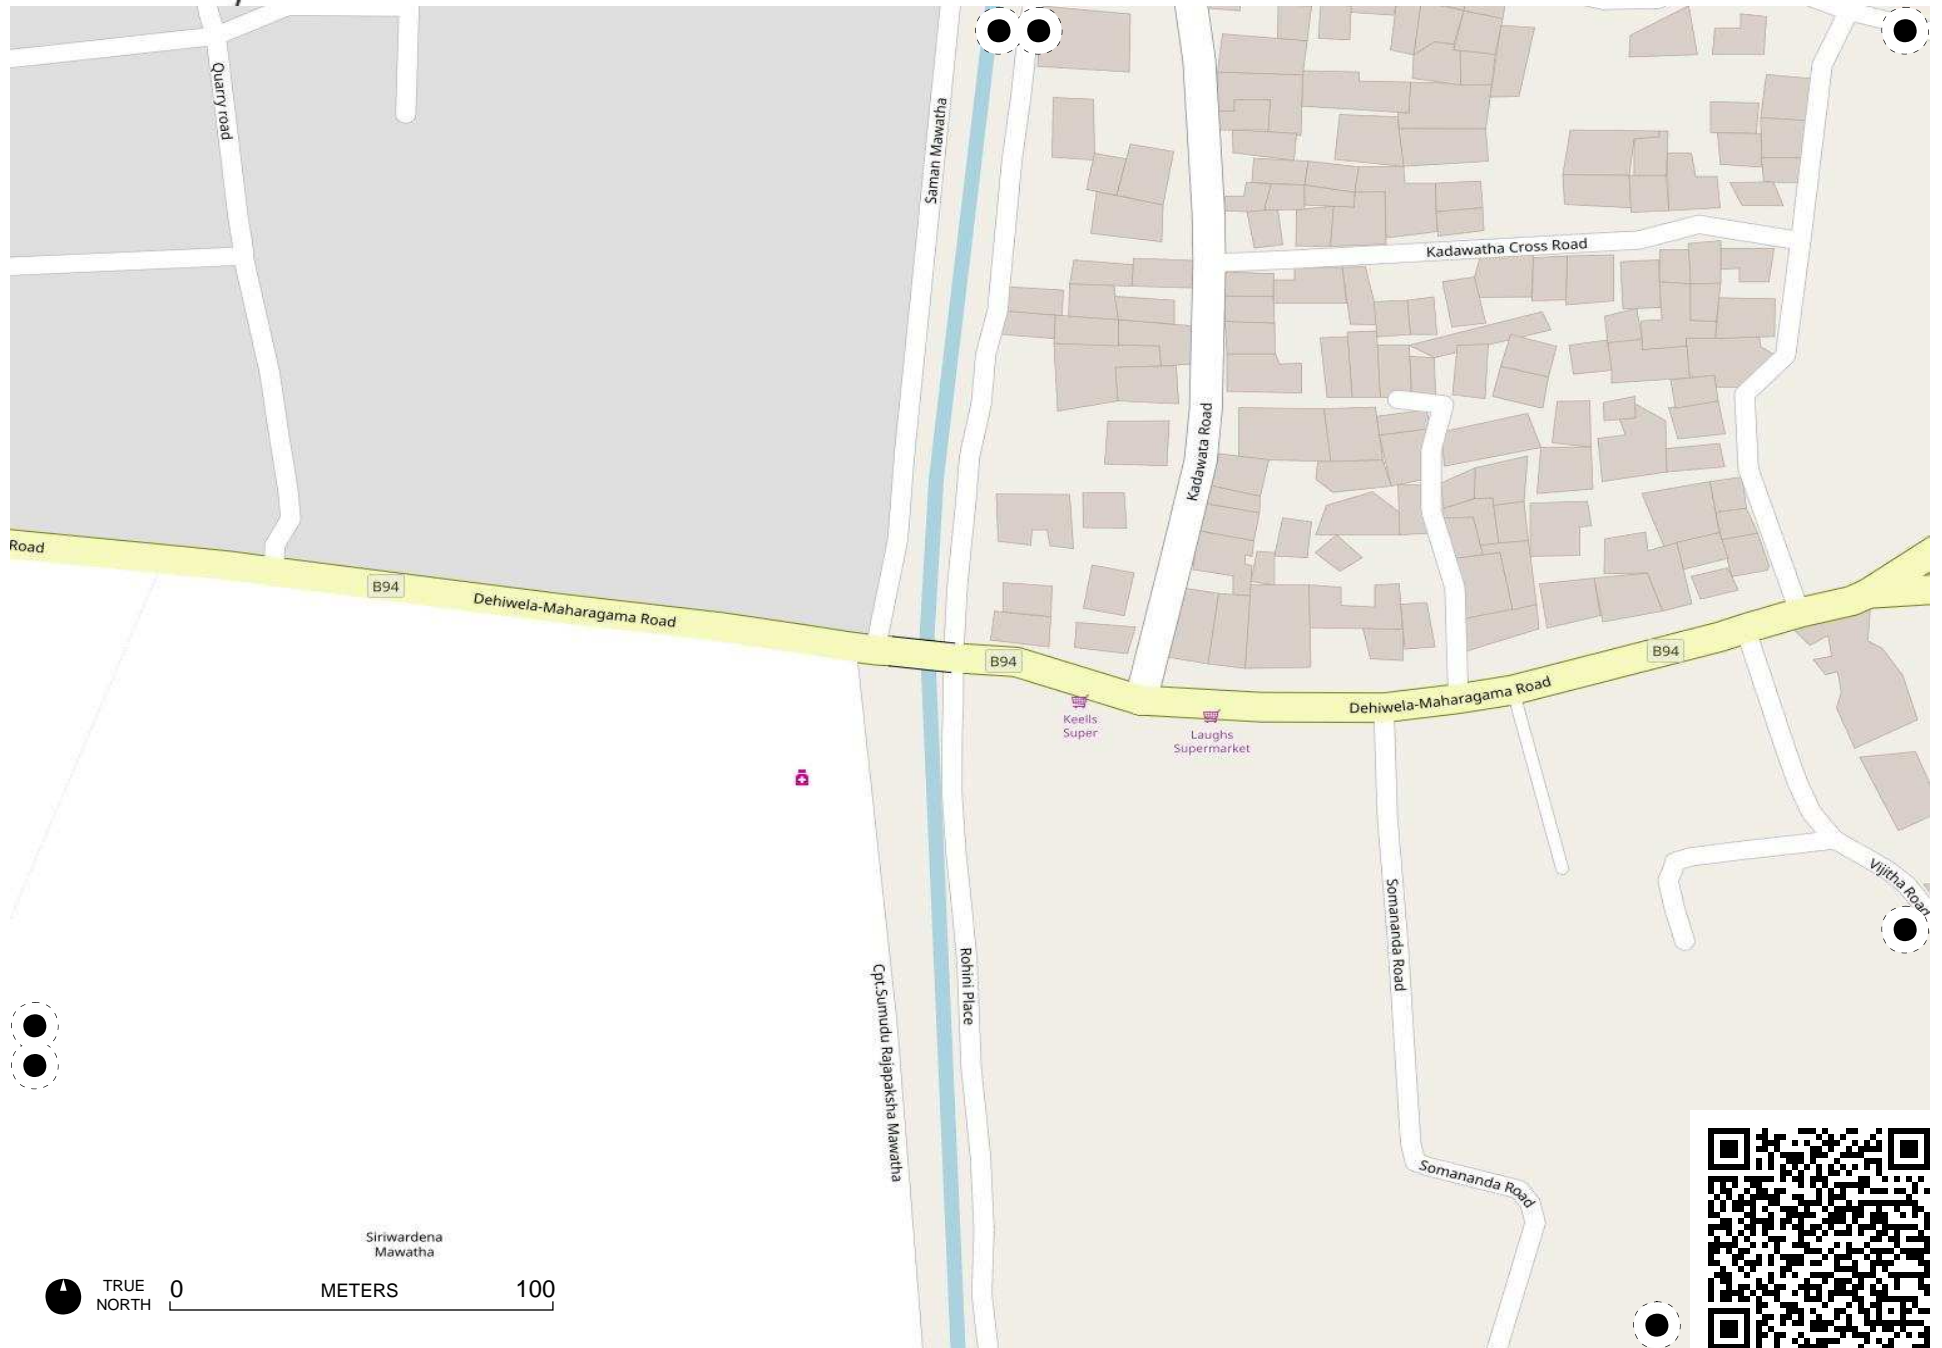 Quarry road
Saman Mawatha
Kadawatha Cross Road
Kadawata Road
Road
B94
Dehiwela-Maharagama Road
B94
B94
Dehiwela-Maharagama Road
Keells
Super
Laughs
Supermarket
Vijitha Road
Somananda Road
Rohini Place
Cpt.Sumudu Rajapaksha Mawatha
Somananda Road
Siriwardena
Mawatha
TRUE
NORTH
0 METERS 100